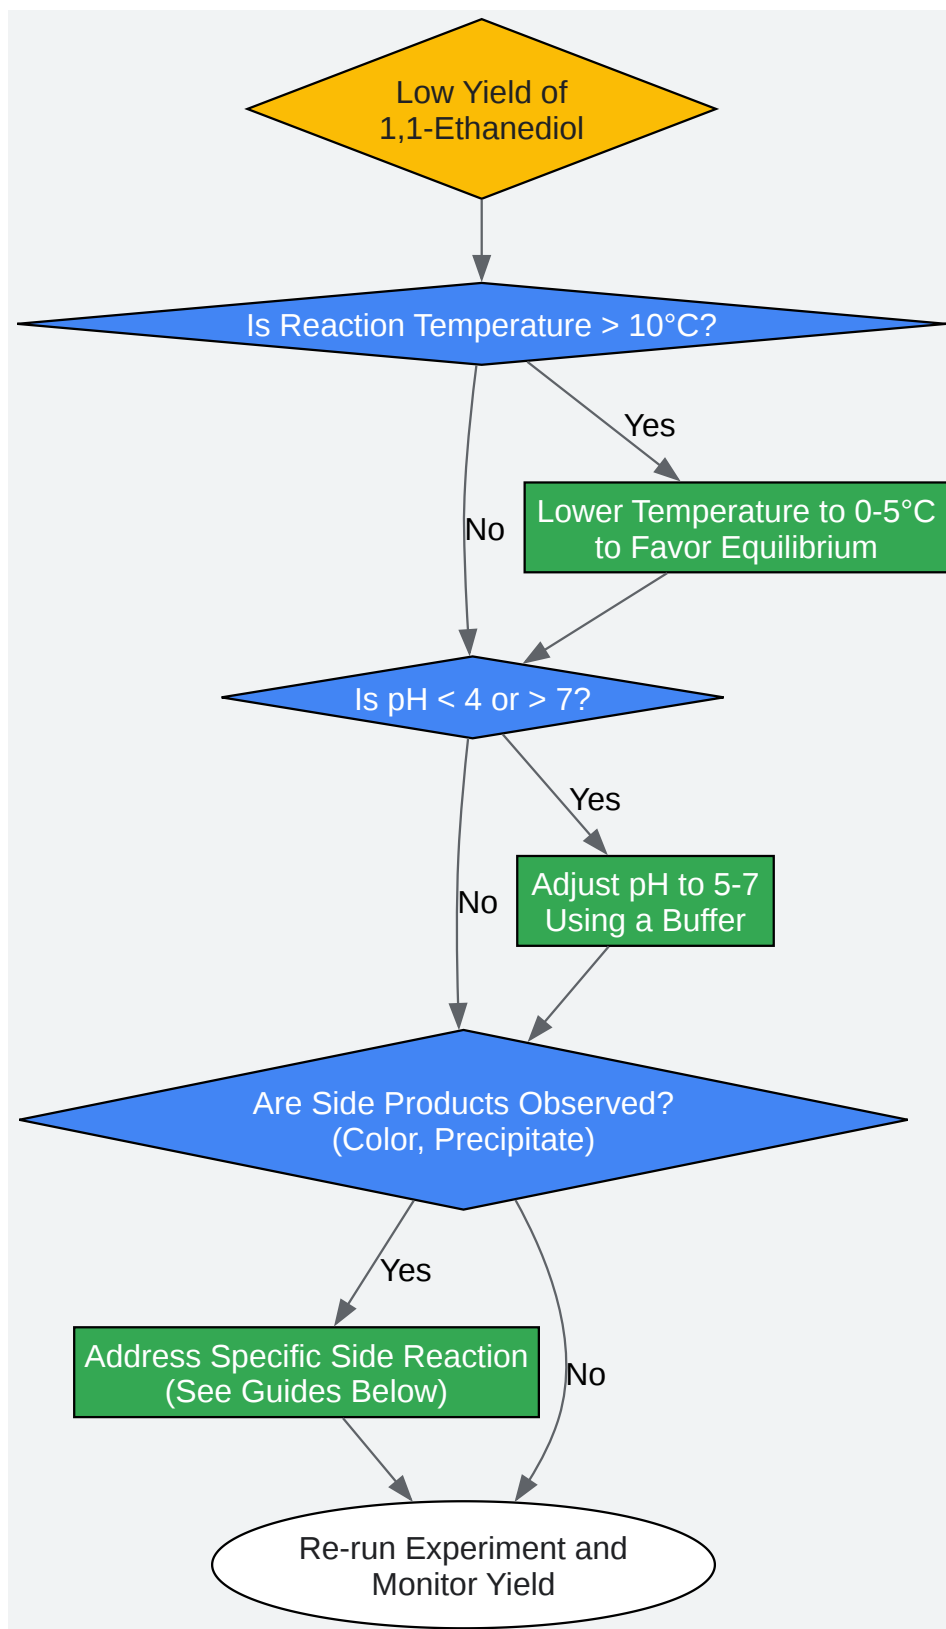 Low Yield of
1,1-Ethanediol
Is Reaction Temperature > 10°C?
Yes
Lower Temperature to 0-5°C
to Favor Equilibrium
No
Is pH < 4 or > 7?
Yes
Adjust pH to 5-7
Using a Buffer
No
Are Side Products Observed?
(Color, Precipitate)
Yes
Address Specific Side Reaction
(See Guides Below)
No
Re-run Experiment and
Monitor Yield